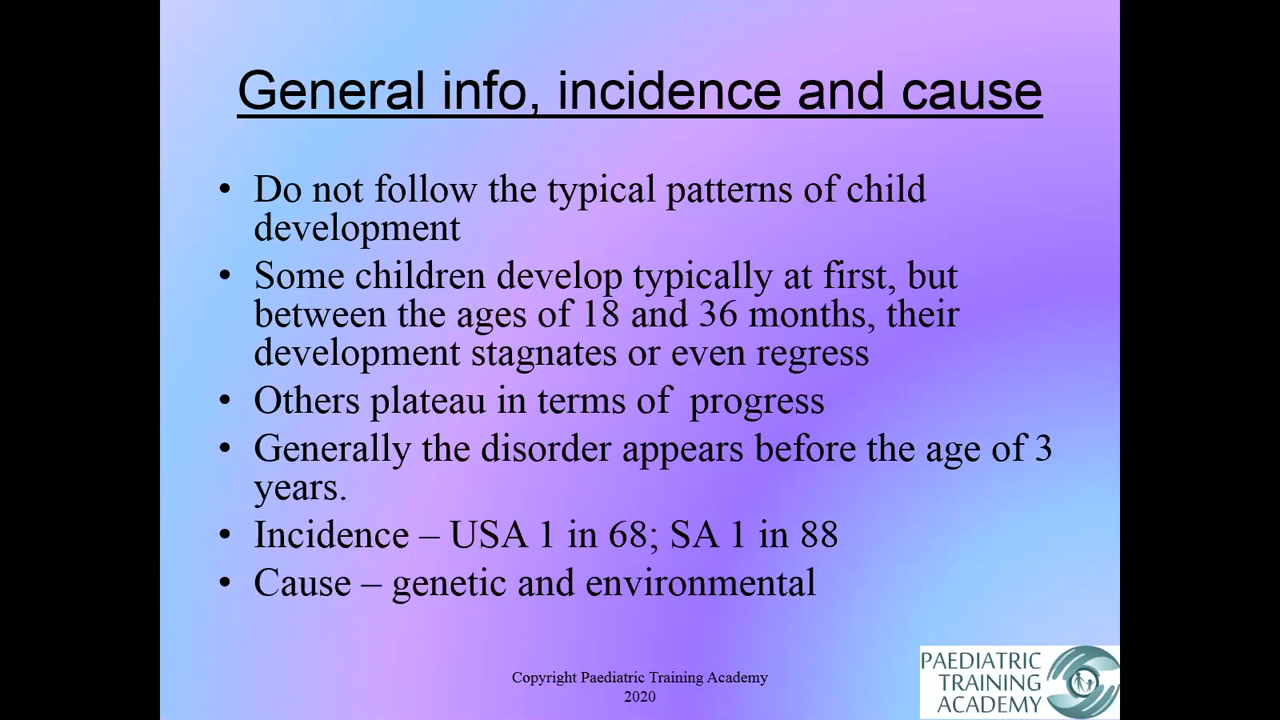 General info, incidence and cause
• Do not follow the typical patterns of child
development
• Some children develop typically at first, but
between the ages of 18 and 36 months, their
development stagnates or even regress
• Others plateau in terms of  progress
• Generally the disorder appears before the age of 3
years.
• Incidence – USA 1 in 68; SA 1 in 88
• Cause – genetic and environmental
Copyright Paediatric Training Academy
2020
PAEDIATRIC
TRAINING
ACADEMY